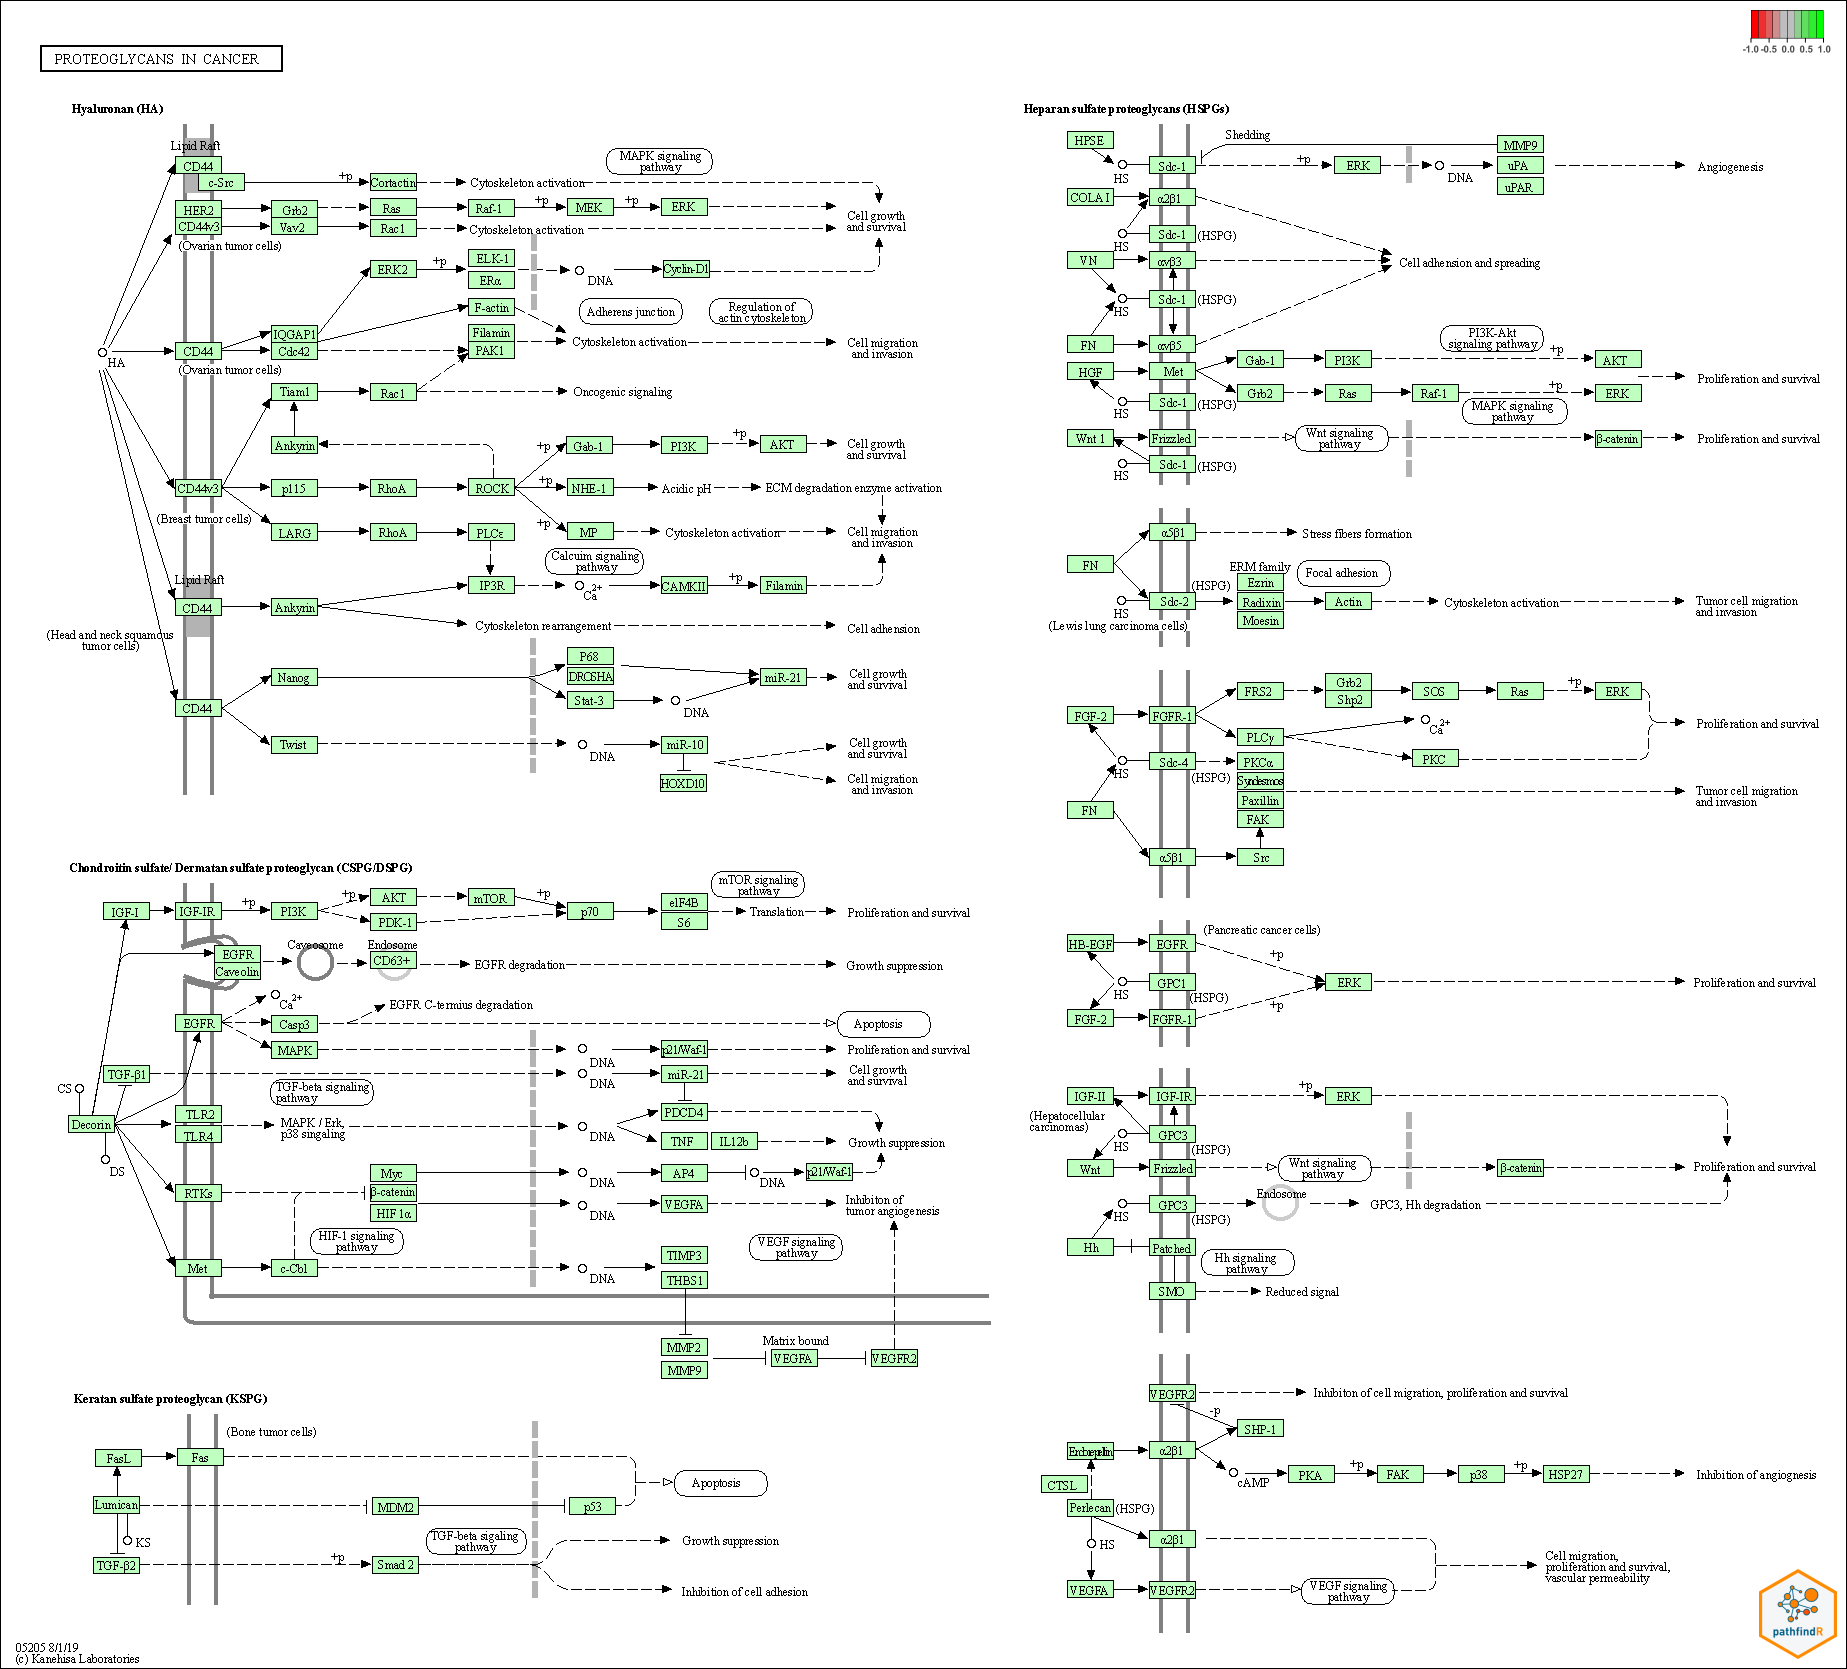 -1.0 -0.5 0.0 0.5 1.0
PROTEOGLYCANS IN CANCER
Hyaluronan (HA)
Lipid Raft
CD44
c-Src
+p
Cortactin
Cytoskeleton activation
MAPK signaling
pathway
HER2
Grb2
Ras
Raf-1
+p
MEK
+p
ERK
Cell growth
and survival
CD44v3
Vav2
Rac1
Cytoskeleton activation
(Ovarian tumor cells)
ERK2
+p
ELK-1
ERα
DNA
Cyclin-D1
F-actin
Adherens junction
Regulation of
actin cytoskeleton
HA
CD44
IQGAP1
Cdc42
Filamin
PAK1
Cytoskeleton activation
Cell migration
and invasion
(Ovarian tumor cells)
Tiam1
Rac1
Oncogenic signaling
Ankyrin
+p
Gab-1
PI3K
+p
AKT
Cell growth
and survival
CD44v3
p115
RhoA
ROCK
+p
NHE-1
Acidic pH
ECM degradation enzyme activation
(Breast tumor cells)
LARG
RhoA
PLCε
+p
MP
Cytoskeleton activation
Cell migration
and invasion
Calcuim signaling
pathway
Lipid Raft
CD44
Ankyrin
IP3R
Ca2+
CAMKII
+p
Filamin
Cytoskeleton rearrangement
Cell adhension
(Head and neck squamous
tumor cells)
CD44
Nanog
P68
DROSHA
Stat-3
DNA
miR-21
Cell growth
and survival
Twist
DNA
miR-10
HOXD10
Cell growth
and survival
Cell migration
and invasion
Chondroitin sulfate/ Dermatan sulfate proteoglycan (CSPG/DSPG)
IGF-I
IGF-IR
+p
PI3K
+p
AKT
PDK-1
mTOR
+p
p70
eIF4B
S6
mTOR signaling
pathway
Translation
Proliferation and survival
EGFR
Caveolin
Caveosome
Endosome
CD63+
EGFR degradation
Growth suppression
Ca2+
EGFR C-termius degradation
EGFR
Casp3
Apoptosis
MAPK
DNA
p21/Waf-1
Proliferation and survival
TGF-β1
DNA
miR-21
Cell growth
and survival
CS
TGF-beta signaling
pathway
Decorin
TLR2
TLR4
MAPK / Erk,
p38 singaling
DNA
PDCD4
TNF
IL12b
Growth suppression
DS
RTKs
Myc
β-catenin
HIF 1α
DNA
AP4
DNA
p21/Waf-1
DNA
VEGFA
Inhibiton of
tumor angiogenesis
HIF-1 signaling
pathway
VEGF signaling
pathway
Met
c-Cbl
DNA
TIMP3
THBS1
MMP2
MMP9
Matrix bound
VEGFA
VEGFR2
Keratan sulfate proteoglycan (KSPG)
(Bone tumor cells)
FasL
Fas
Apoptosis
Lumican
MDM2
p53
KS
TGF-β2
+p
Smad 2
TGF-beta sigaling
pathway
Growth suppression
Inhibition of cell adhesion
Heparan sulfate proteoglycans (HSPGs)
HPSE
HS
Sdc-1
Shedding
+p
ERK
DNA
MMP9
uPA
uPAR
Angiogenesis
COLA1
α2β1
HS
Sdc-1
(HSPG)
VN
αvβ3
Cell adhension and spreading
HS
Sdc-1
(HSPG)
FN
αvβ5
HGF
Met
Gab-1
PI3K
PI3K-Akt
signaling pathway
+p
AKT
HS
Sdc-1
(HSPG)
Grb2
Ras
Raf-1
+p
ERK
MAPK signaling
pathway
Proliferation and survival
Wnt 1
Frizzled
Wnt signaling
pathway
β-catenin
Proliferation and survival
HS
Sdc-1
(HSPG)
FN
α5β1
Stress fibers formation
HS
Sdc-2
(HSPG)
ERM family
Ezrin
Radixin
Moesin
Focal adhesion
Actin
Cytoskeleton activation
Tumor cell migration
and invasion
(Lewis lung carcinoma cells)
FGF-2
FGFR-1
FRS2
Grb2
Shp2
SOS
Ras
+p
ERK
PLCγ
Ca2+
PKC
Proliferation and survival
HS
Sdc-4
(HSPG)
PKCα
Syndesmos
Paxillin
FAK
Tumor cell migration
and invasion
FN
α5β1
Src
HB-EGF
EGFR
(Pancreatic cancer cells)
+p
HS
GPC1
(HSPG)
ERK
Proliferation and survival
FGF-2
FGFR-1
+p
IGF-II
IGF-IR
+p
ERK
(Hepatocellular
carcinomas)
HS
GPC3
(HSPG)
Wnt
Frizzled
Wnt signaling
pathway
β-catenin
Proliferation and survival
HS
GPC3
(HSPG)
Endosome
GPC3, Hh degradation
Hh
Patched
Hh signaling
pathway
SMO
Reduced signal
VEGFR2
Inhibiton of cell migration, proliferation and survival
-p
SHP-1
α2β1
cAMP
PKA
+p
FAK
p38
+p
HSP27
Inhibition of angiognesis
CTSL
Perlecan
(HSPG)
HS
α2β1
VEGFA
VEGFR2
VEGF signaling
pathway
Cell migration,
proliferation and survival,
vascular permeability
05205 8/1/19
(c) Kanehisa Laboratories
pathfindR